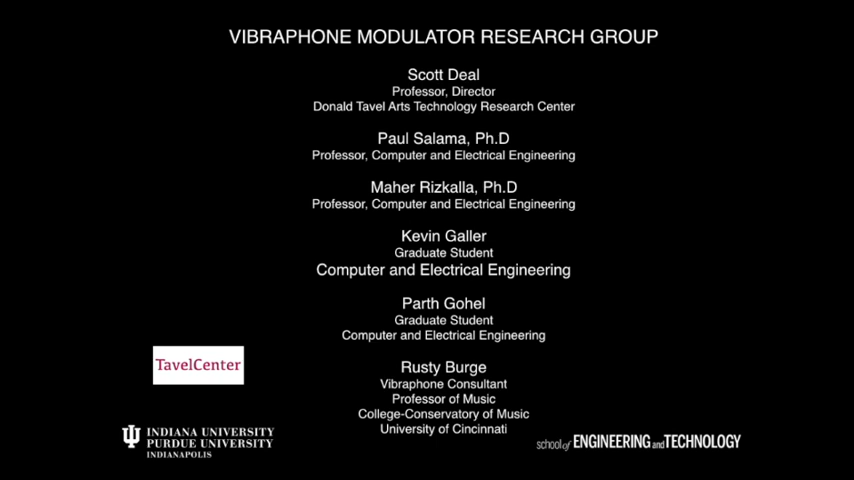 VIBRAPHONE MODULATOR RESEARCH GROUP
Scott Deal
Professor, Director
Donald Tavel Arts Technology Research Center
Paul Salama, Ph.D
Professor, Computer and Electrical Engineering
Maher Rizkalla, Ph.D
Professor, Computer and Electrical Engineering
Kevin Galler
Graduate Student
Computer and Electrical Engineering
Parth Gohel
Graduate Student
Computer and Electrical Engineering
Rusty Burge
Vibraphone Consultant
Professor of Music
College-Conservatory of Music
University of Cincinnati
TavelCenter
INDIANA UNIVERSITY
PURDUE UNIVERSITY
INDIANAPOLIS
school of ENGINEERING and TECHNOLOGY